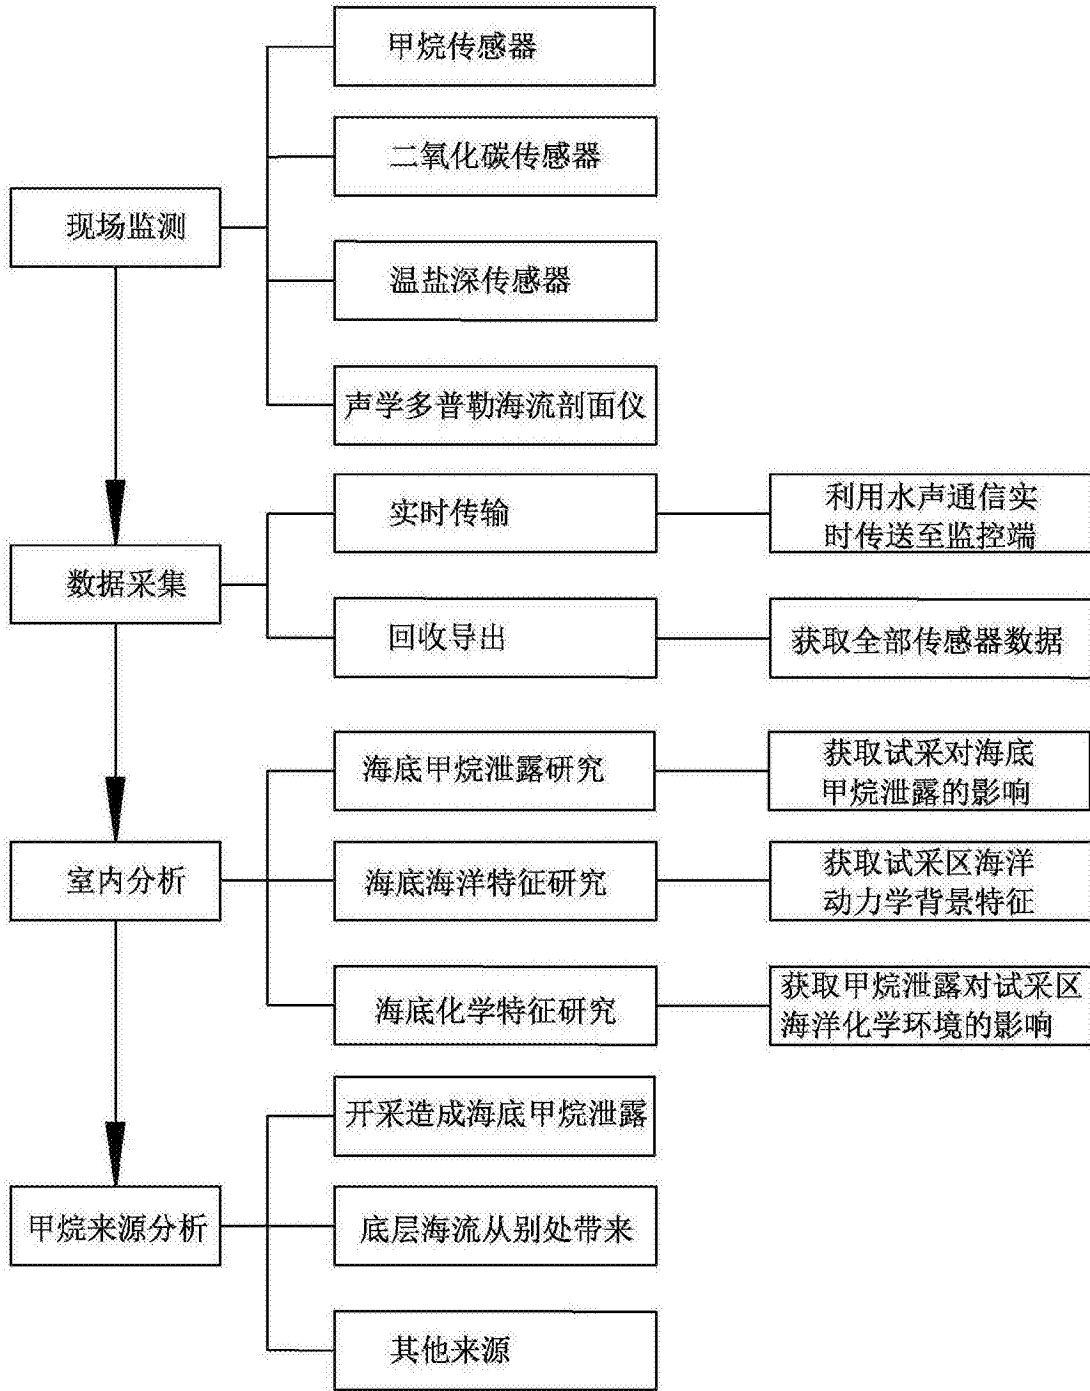 甲烷传感器
二氧化碳传感器
现场监测
温盐深传感器
声学多普勒海流剖面仪
实时传输
利用水声通信实
时传送至监控端
数据采集
回收导出
获取全部传感器数据
海底甲烷泄露研究
获取试采对海底
甲烷泄露的影响
室内分析
海底海洋特征研究
获取试采区海洋
动力学背景特征
海底化学特征研究
获取甲烷泄露对试采区
海洋化学环境的影响
开采造成海底甲烷泄露
甲烷来源分析
底层海流从别处带来
其他来源